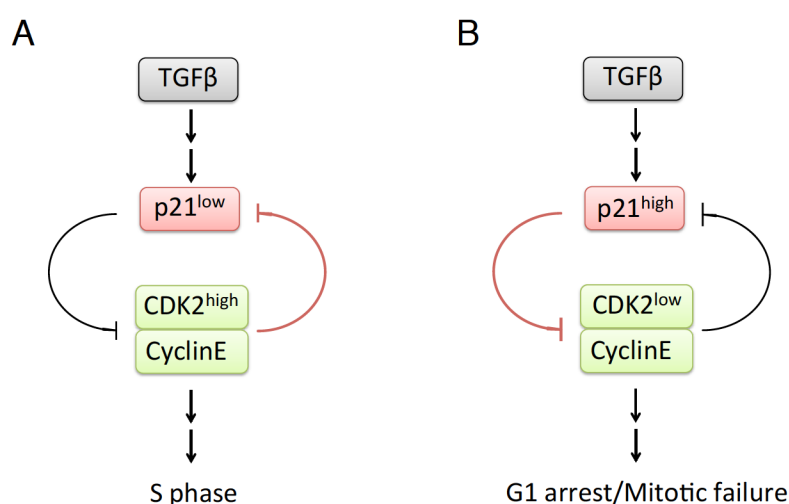 A
TGFβ
p21low
CDK2high
CyclinE
S phase
B
TGFβ
p21high
CDK2low
CyclinE
G1 arrest/Mitotic failure